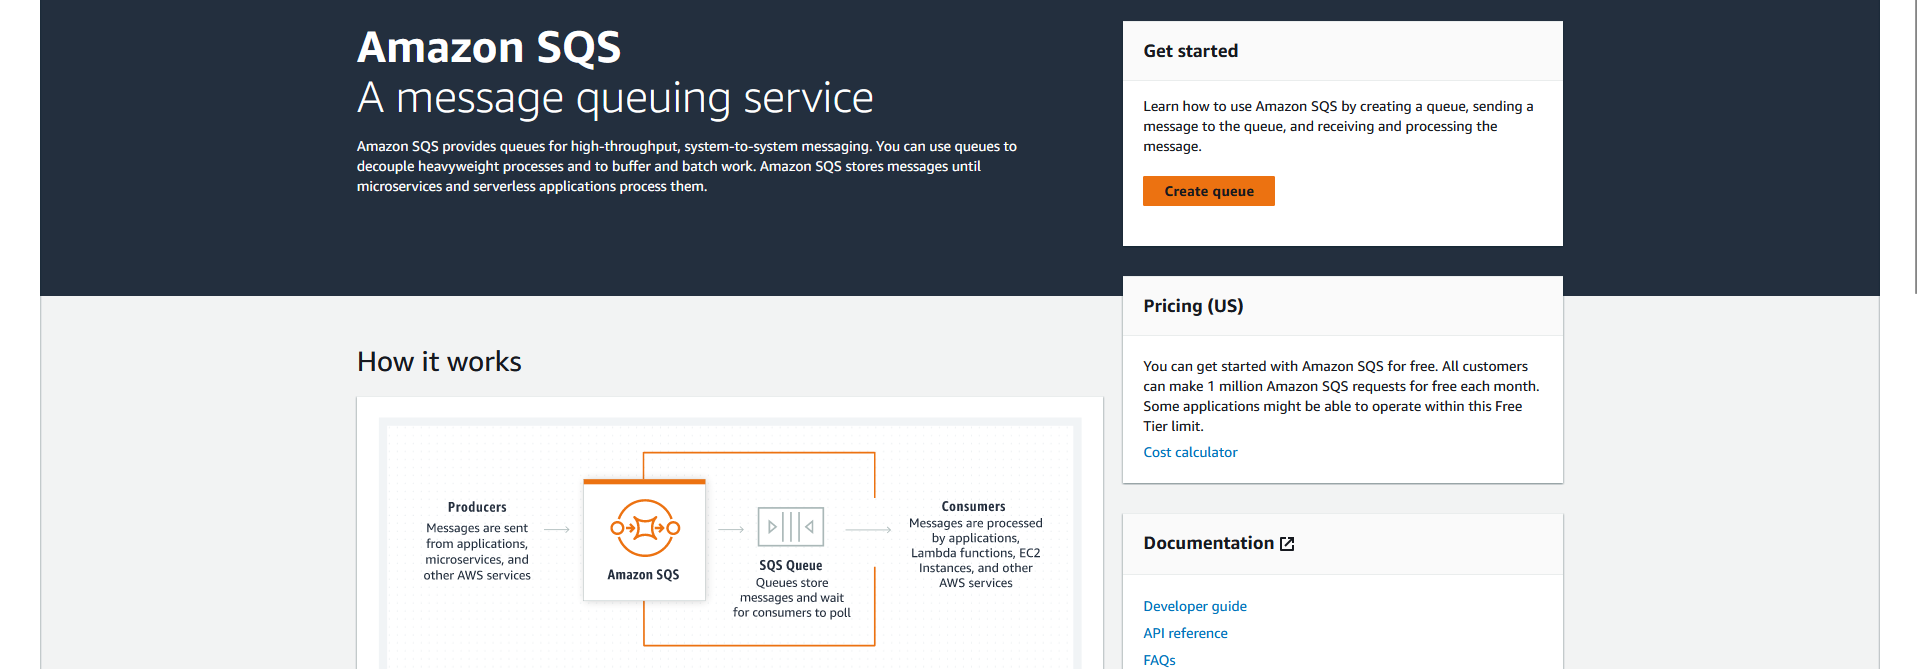 Amazon SQS
A message queuing service
Amazon SQS provides queues for high-throughput, system-to-system messaging. You can use queues to
decouple heavyweight processes and to buffer and batch work. Amazon SQS stores messages until
microservices and serverless applications process them.
Get started
Learn how to use Amazon SQS by creating a queue, sending a
message to the queue, and receiving and processing the
message.
Create queue
Pricing (US)
You can get started with Amazon SQS for free. All customers
can make 1 million Amazon SQS requests for free each month.
Some applications might be able to operate within this Free
Tier limit.
Cost calculator
How it works
Producers
Messages are sent
from applications,
microservices, and
other AWS services
Amazon SQS
SQS Queue
Queues store
messages and wait
for consumers to poll
Consumers
Messages are processed
by applications,
Lambda functions, EC2
Instances, and other
AWS services
Documentation
Developer guide
API reference
FAQs